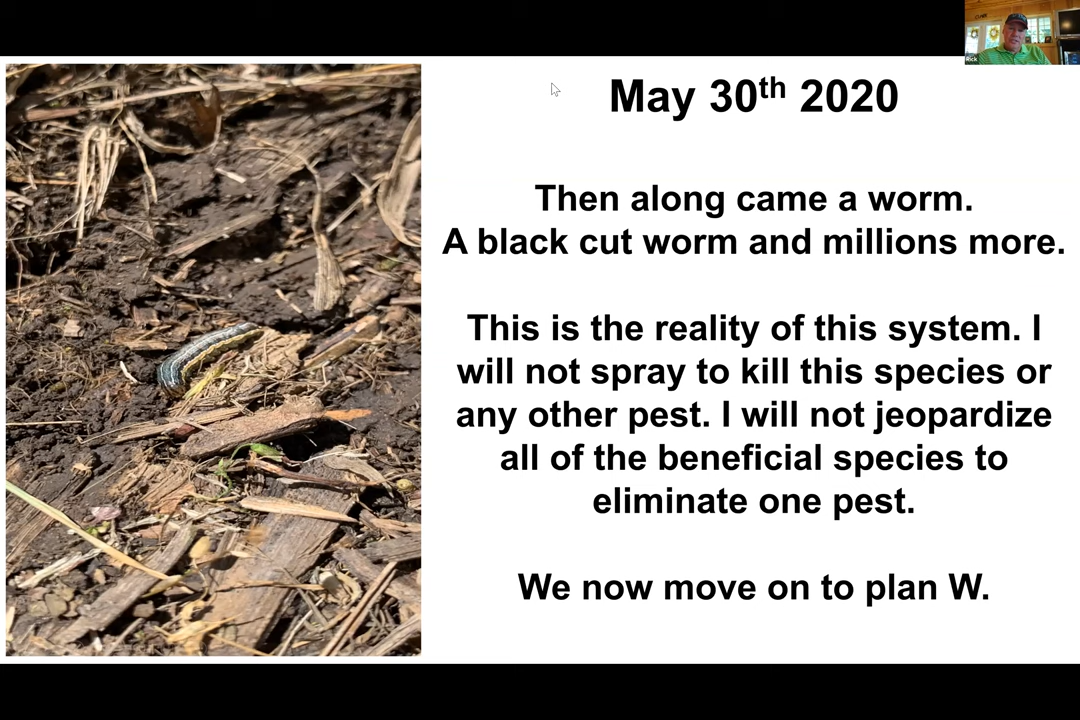 Rick
May 30th 2020
Then along came a worm.
A black cut worm and millions more.
This is the reality of this system. I
will not spray to kill this species or
any other pest. I will not jeopardize
all of the beneficial species to
eliminate one pest.
We now move on to plan W.